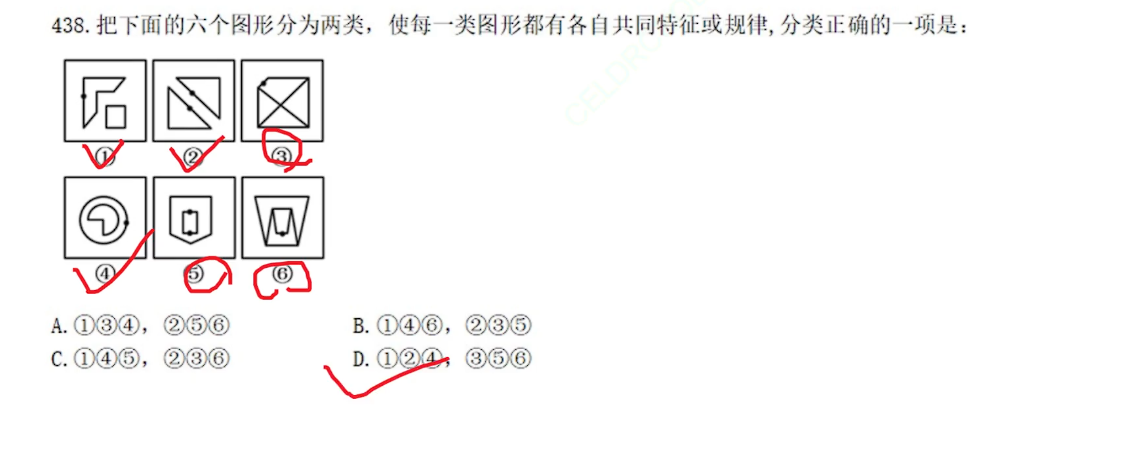 438. 把下面的六个图形分为两类，使每一类图形都有各自共同特征或规律,分类正确的一项是：
① ② ③
④ ⑤ ⑥
A. ①③④，②⑤⑥ B. ①④⑥，②③⑤
C. ①④⑤，②③⑥ D. ①②④，③⑤⑥